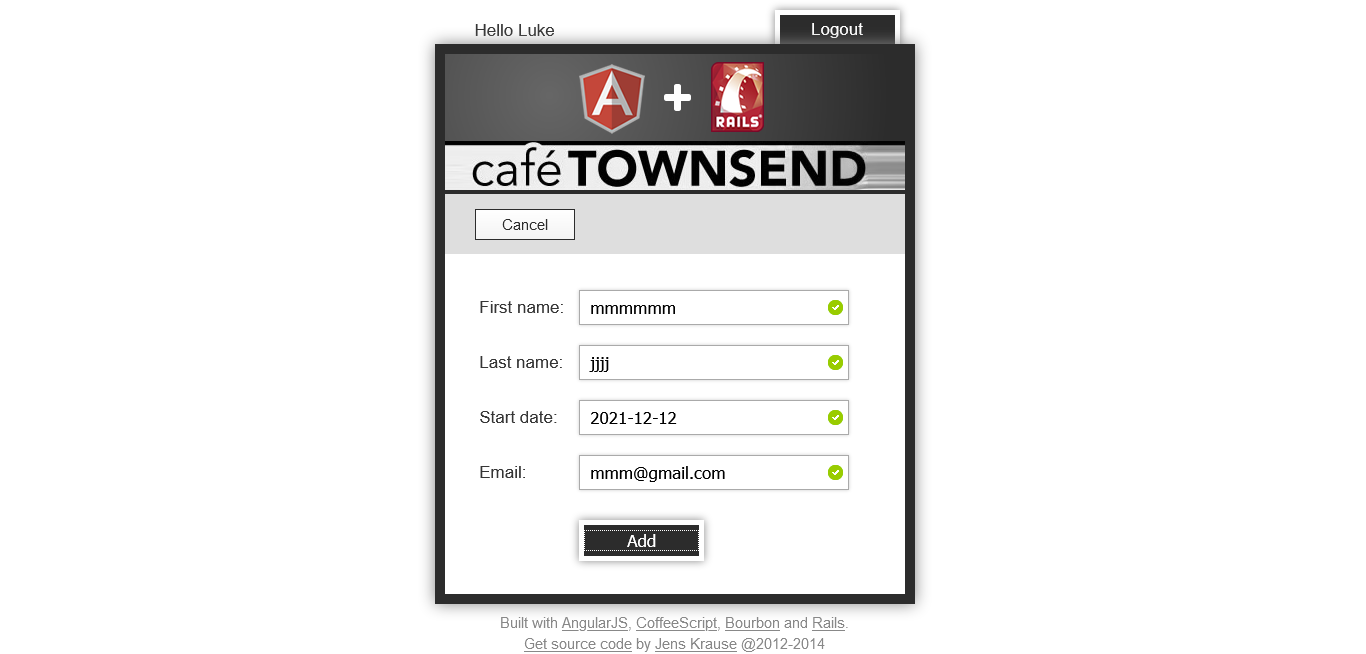 Hello Luke
Logout
RAILS
café TOWNSEND
Cancel
First name: mmmmmm
Last name: jjjj
Start date: 2021-12-12
Email: mmm@gmail.com
Add
Built with AngularJS, CoffeeScript, Bourbon and Rails.
Get source code by Jens Krause @2012-2014